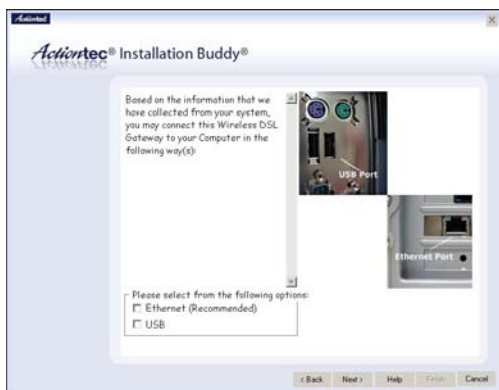 Actiontec
Actiontec® Installation Buddy®
Based on the information that we
have collected from your system,
you may connect this Wireless DSL
Gateway to your Computer in the
following way(s):
USB Port
Ethernet Port
Please select from the following options:
Ethernet (Recommended)
USB
< Back Next > Help Finish Cancel